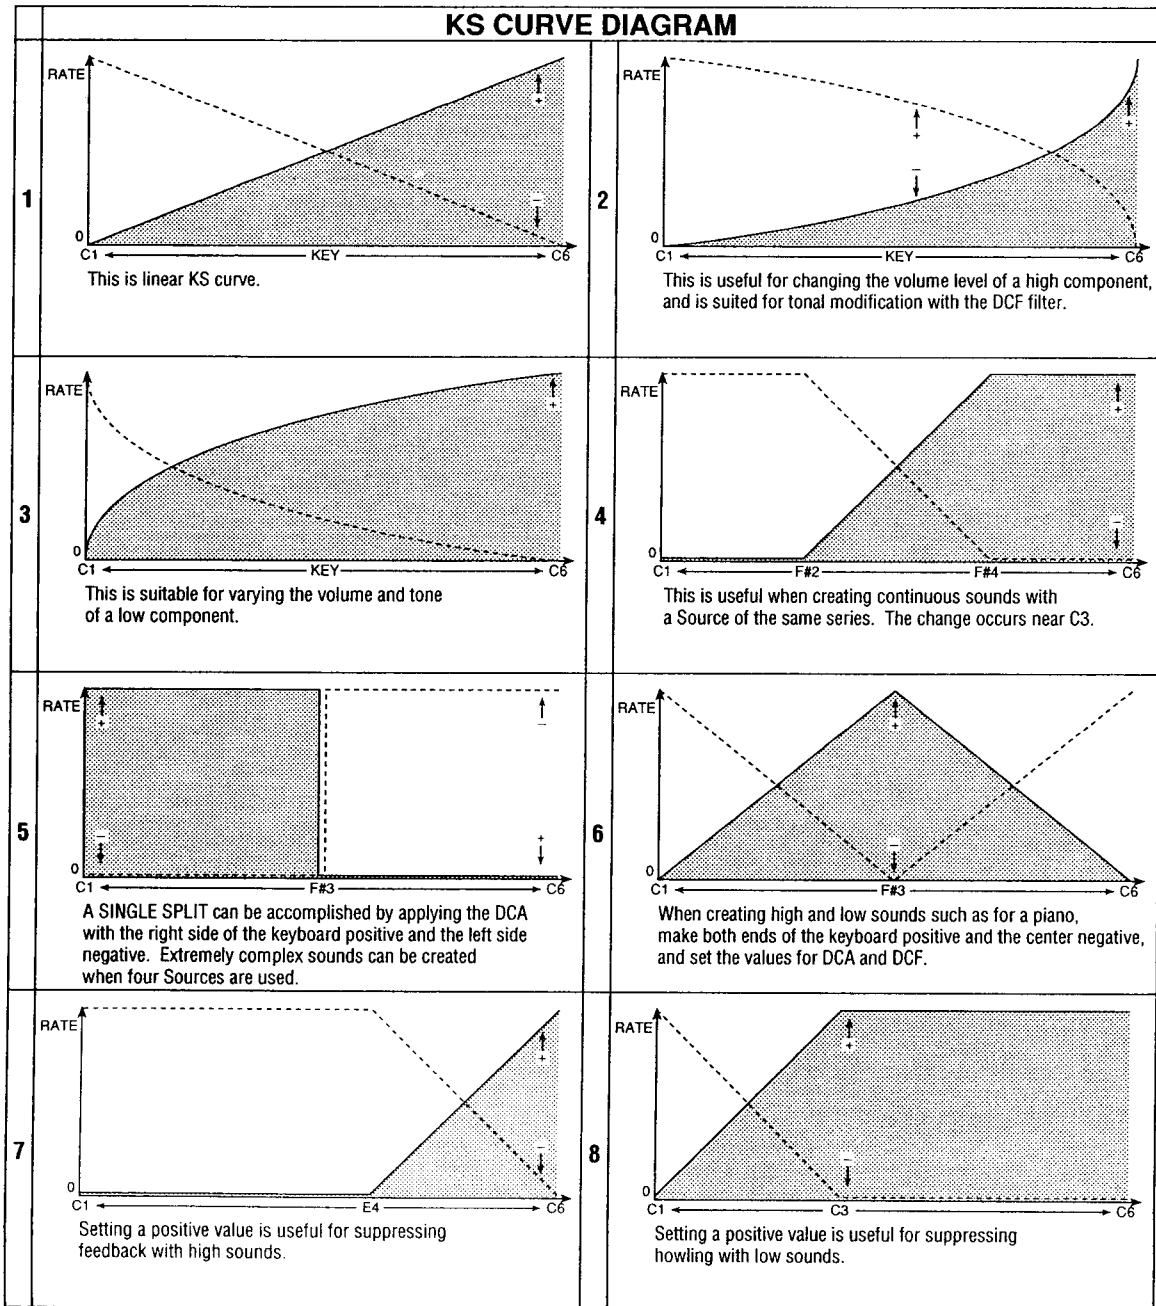 KS CURVE DIAGRAM
1
RATE
+
−
0
C1 KEY C6
This is linear KS curve.
2
RATE
+
+
−
0
C1 KEY C6
This is useful for changing the volume level of a high component,
and is suited for tonal modification with the DCF filter.
3
RATE
+
0
C1 KEY C6
This is suitable for varying the volume and tone
of a low component.
4
RATE
+
−
0
C1 F#2 F#4 C6
This is useful when creating continuous sounds with
a Source of the same series. The change occurs near C3.
5
RATE
+
−
−
+
0
C1 F#3 C6
A SINGLE SPLIT can be accomplished by applying the DCA
with the right side of the keyboard positive and the left side
negative. Extremely complex sounds can be created
when four Sources are used.
6
RATE
+
−
0
C1 F#3 C6
When creating high and low sounds such as for a piano,
make both ends of the keyboard positive and the center negative,
and set the values for DCA and DCF.
7
RATE
+
−
0
C1 E4 C6
Setting a positive value is useful for suppressing
feedback with high sounds.
8
RATE
+
−
0
C1 C3 C6
Setting a positive value is useful for suppressing
howling with low sounds.